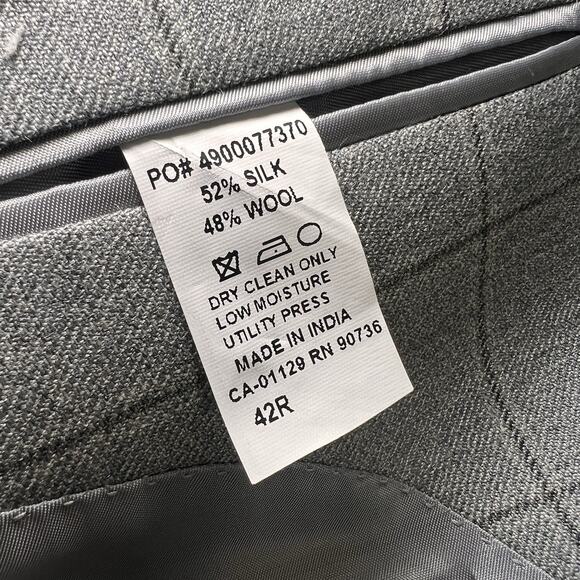 PO# 4900077370
52% SILK
48% WOOL
DRY CLEAN ONLY
LOW MOISTURE
UTILITY PRESS
MADE IN INDIA
CA-01129 RN 90736
42R